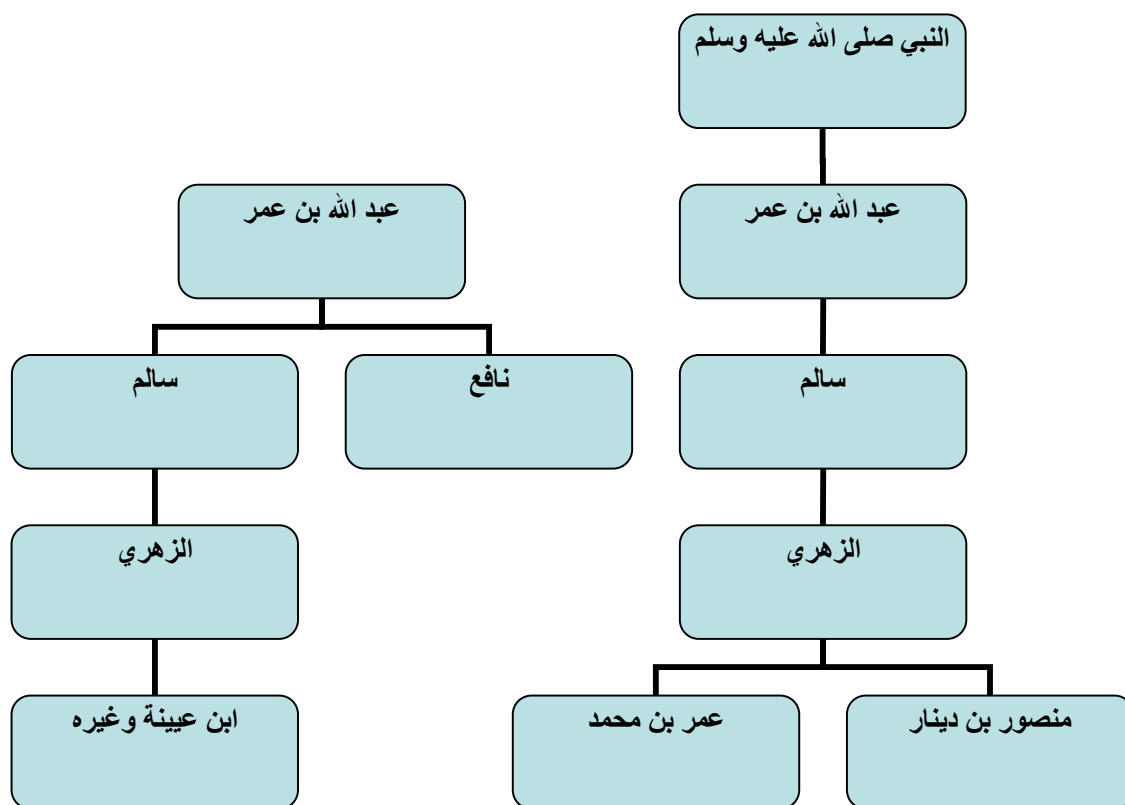 النبي صلى الله عليه وسلم
عبد الله بن عمر
عبد الله بن عمر
سالم
نافع
سالم
الزهري
الزهري
منصور بن دينار
عمر بن محمد
ابن عيينة وغيره